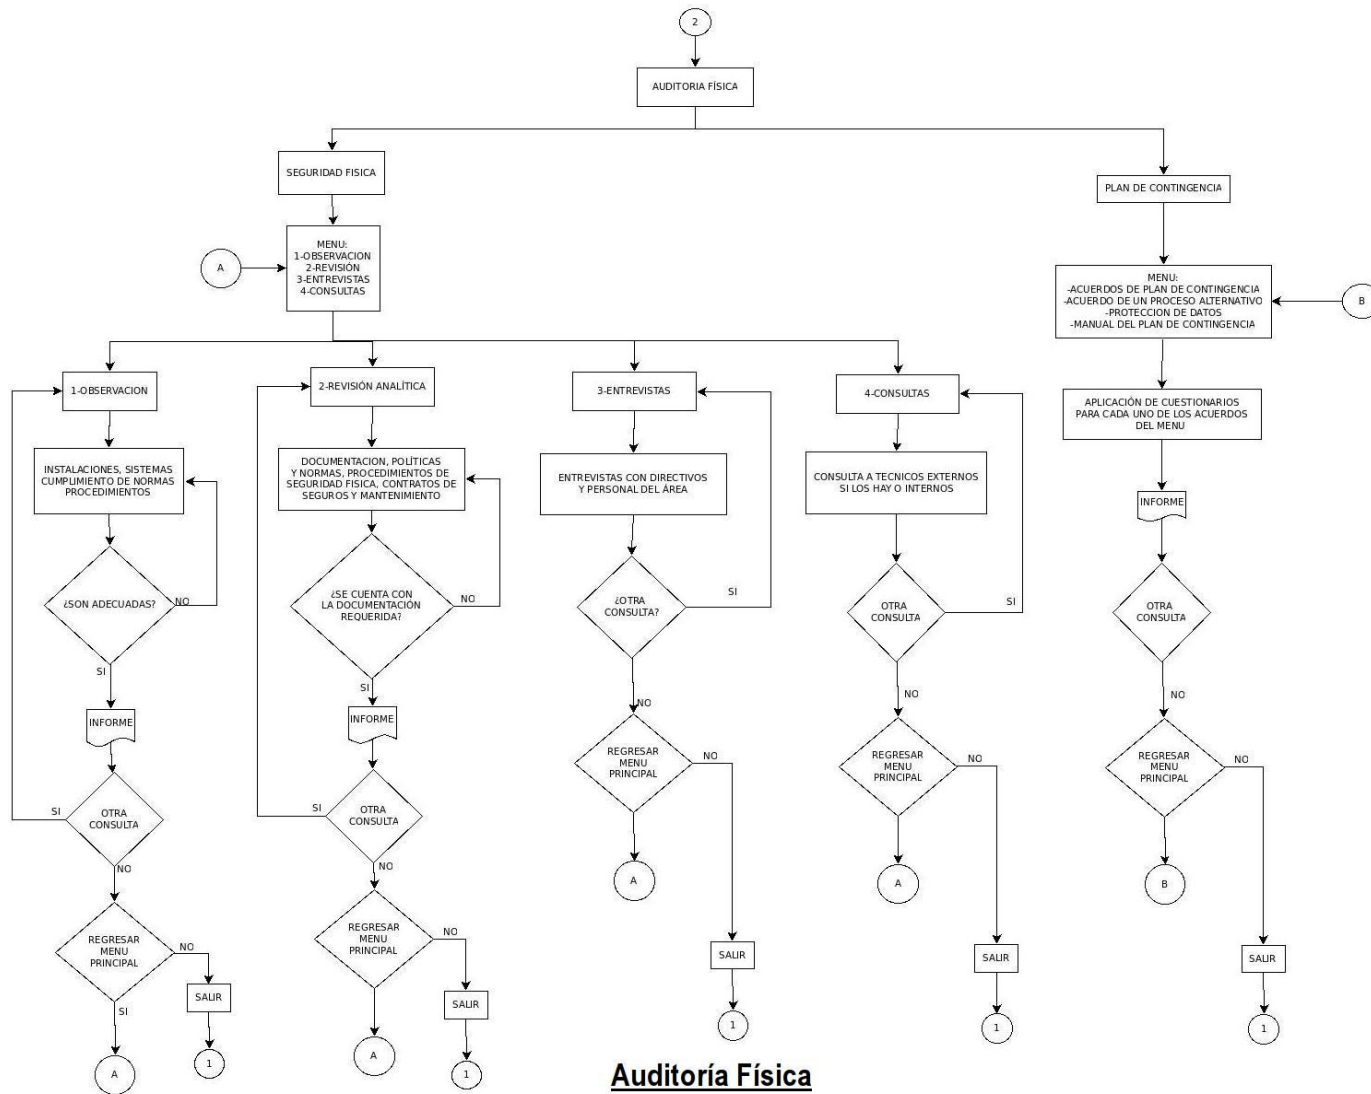 2
AUDITORIA FÍSICA
SEGURIDAD FISICA
PLAN DE CONTINGENCIA
MENU:
1-OBSERVACION
2-REVISIÓN
3-ENTREVISTAS
4-CONSULTAS
A
MENU:
-ACUERDOS DE PLAN DE CONTINGENCIA
-ACUERDO DE UN PROCESO ALTERNATIVO
-PROTECCION DE DATOS
-MANUAL DEL PLAN DE CONTINGENCIA
B
1-OBSERVACION
INSTALACIONES, SISTEMAS
CUMPLIMIENTO DE NORMAS
PROCEDIMIENTOS
¿SON ADECUADAS?
NO
SI
INFORME
OTRA
CONSULTA
SI
NO
REGRESAR
MENU
PRINCIPAL
NO
SI
SALIR
A
1
2-REVISIÓN ANALÍTICA
DOCUMENTACION, POLÍTICAS
Y NORMAS, PROCEDIMIENTOS DE
SEGURIDAD FISICA, CONTRATOS DE
SEGUROS Y MANTENIMIENTO
¿SE CUENTA CON
LA DOCUMENTACIÓN
REQUERIDA?
NO
SI
INFORME
OTRA
CONSULTA
SI
NO
REGRESAR
MENU
PRINCIPAL
NO
SALIR
A
1
3-ENTREVISTAS
ENTREVISTAS CON DIRECTIVOS
Y PERSONAL DEL ÁREA
¿OTRA
CONSULTA?
SI
NO
REGRESAR
MENU
PRINCIPAL
NO
A
SALIR
1
4-CONSULTAS
CONSULTA A TECNICOS EXTERNOS
SI LOS HAY O INTERNOS
OTRA
CONSULTA
SI
NO
REGRESAR
MENU
PRINCIPAL
NO
A
SALIR
1
APLICACIÓN DE CUESTIONARIOS
PARA CADA UNO DE LOS ACUERDOS
DEL MENU
INFORME
OTRA
CONSULTA
NO
REGRESAR
MENU
PRINCIPAL
NO
B
SALIR
1
Auditoría Física